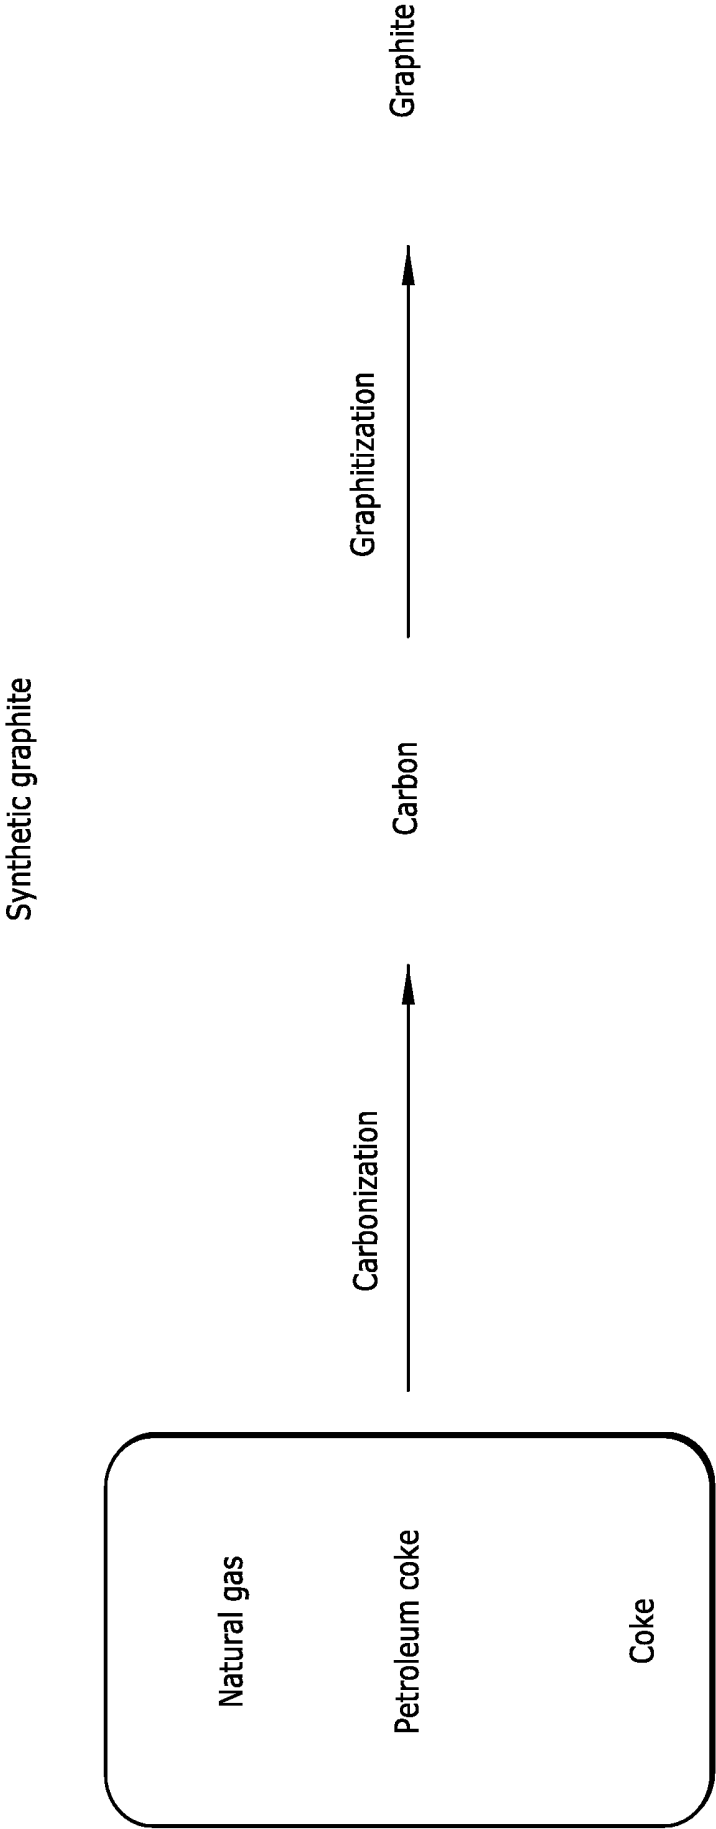 Synthetic graphite
Natural gas
Petroleum coke
Coke
Carbonization
Carbon
Graphitization
Graphite